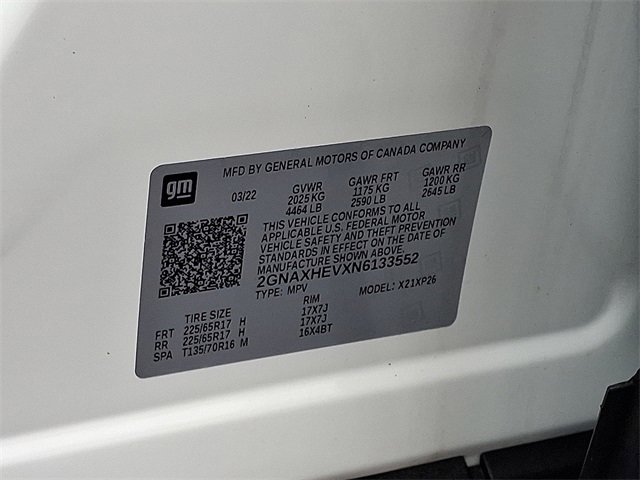 MFD BY GENERAL MOTORS OF CANADA COMPANY
gm
03/22
GVWR GAWR FRT GAWR RR
2025 KG 1175 KG 1200 KG
4464 LB 2590 LB 2645 LB
THIS VEHICLE CONFORMS TO ALL
APPLICABLE U.S. FEDERAL MOTOR
VEHICLE SAFETY AND THEFT PREVENTION
STANDARDS IN EFFECT ON THE DATE OF
MANUFACTURE SHOWN ABOVE.
2GNAXHEVXN6133552
TYPE: MPV MODEL: X21XP26
TIRE SIZE RIM
FRT 225/65R17 H 17X7J
RR 225/65R17 H 17X7J
SPA T135/70R16 M 16X4BT